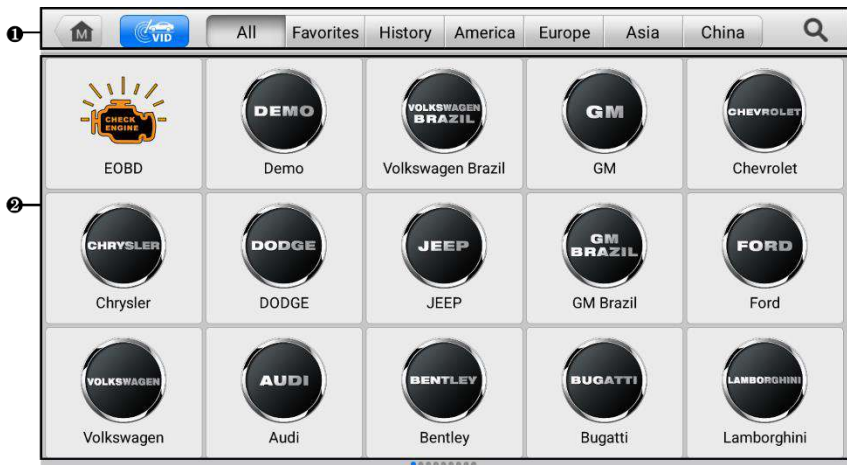 ❶
M
VID
All
Favorites
History
America
Europe
Asia
China
❷
CHECK
ENGINE
EOBD
DEMO
Demo
VOLKSWAGEN
BRAZIL
Volkswagen Brazil
GM
GM
CHEVROLET
Chevrolet
CHRYSLER
Chrysler
DODGE
DODGE
JEEP
JEEP
GM
BRAZIL
GM Brazil
FORD
Ford
VOLKSWAGEN
Volkswagen
AUDI
Audi
BENTLEY
Bentley
BUGATTI
Bugatti
LAMBORGHINI
Lamborghini